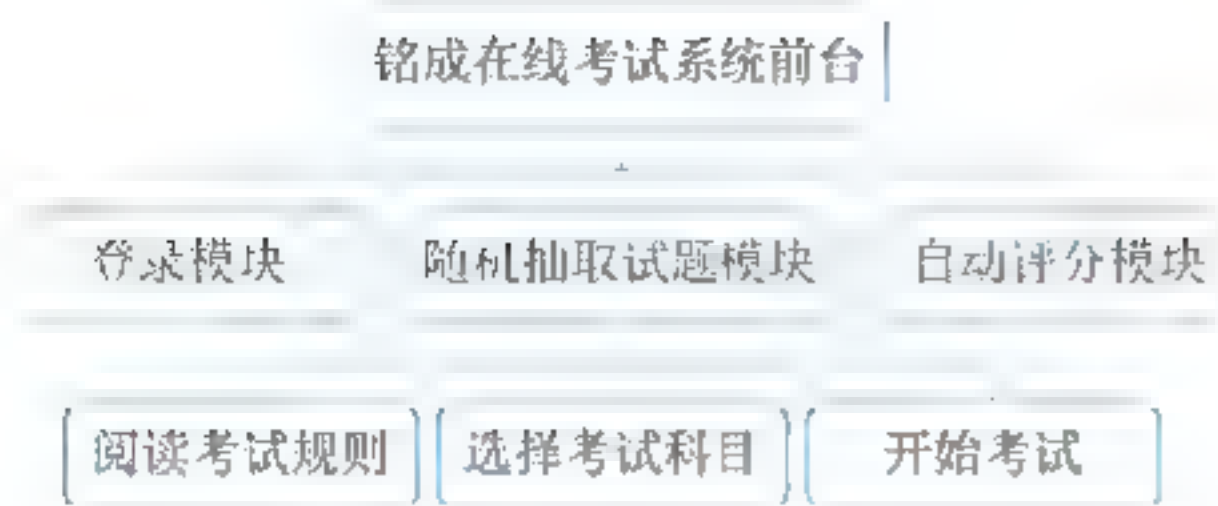 铭成在线考试系统前台
登录模块 随机抽取试题模块 自动评分模块
阅读考试规则 选择考试科目 开始考试